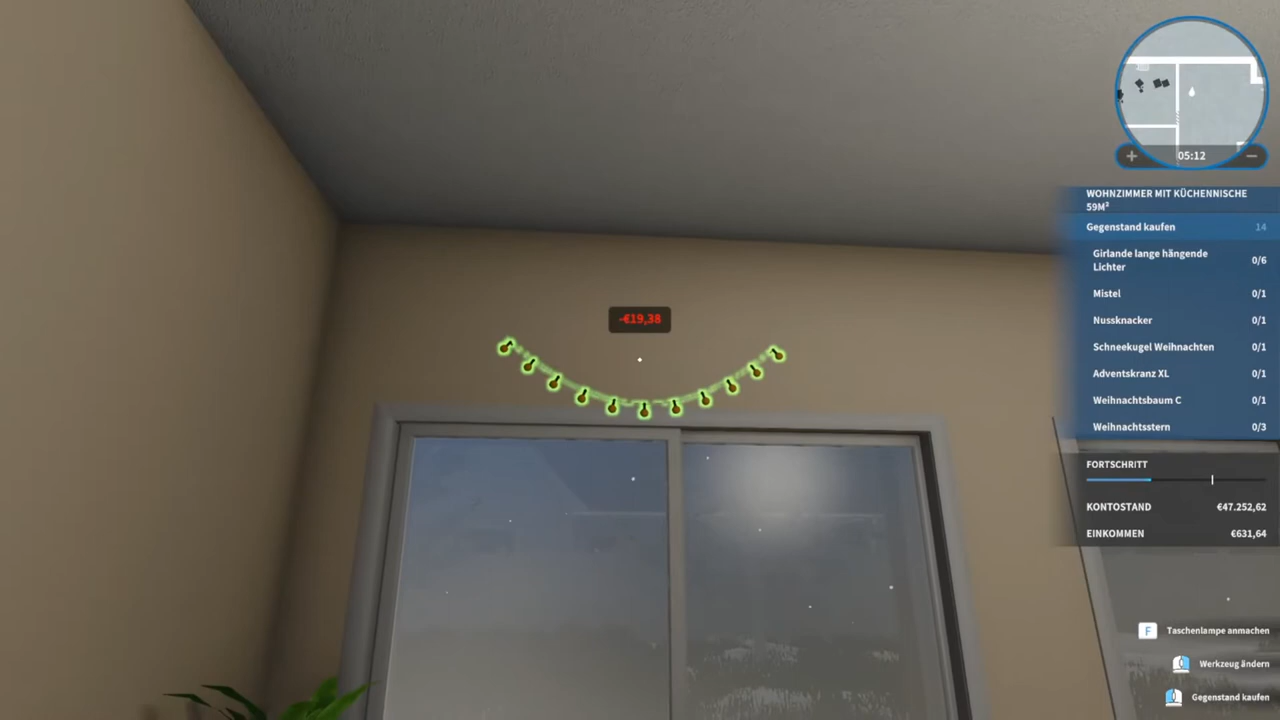 + 05:12 −
WOHNZIMMER MIT KÜCHENNISCHE
59M²
Gegenstand kaufen 14
Girlande lange hängende
Lichter 0/6
Mistel 0/1
Nussknacker 0/1
Schneekugel Weihnachten 0/1
Adventskranz XL 0/1
Weihnachtsbaum C 0/1
Weihnachtsstern 0/3
-€19,38
FORTSCHRITT
KONTOSTAND €47.252,62
EINKOMMEN €631,64
F Taschenlampe anmachen
Werkzeug ändern
Gegenstand kaufen